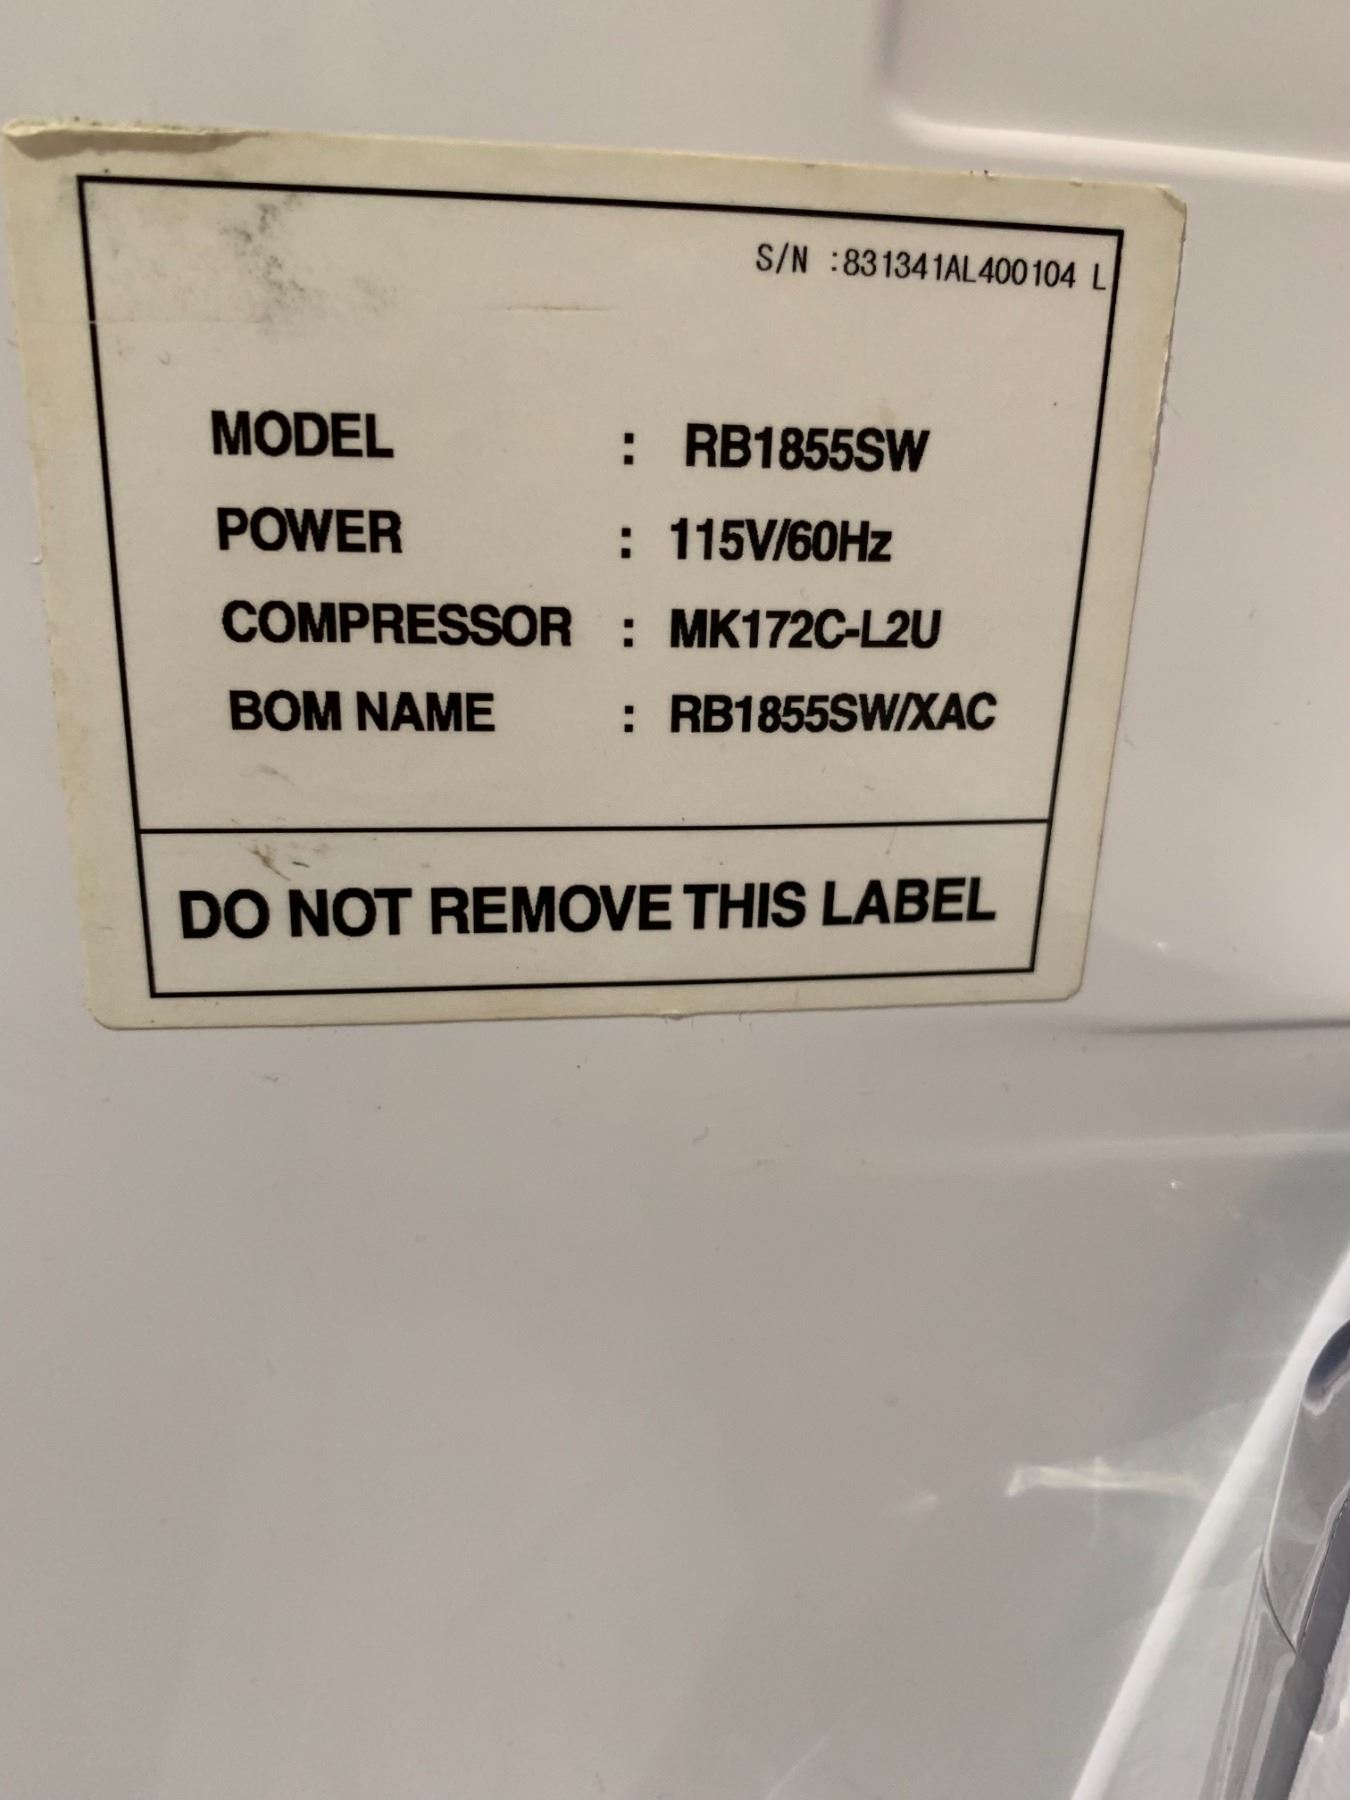 S/N :831341AL400104 L
MODEL : RB1855SW
POWER : 115V/60Hz
COMPRESSOR : MK172C-L2U
BOM NAME : RB1855SW/XAC
DO NOT REMOVE THIS LABEL